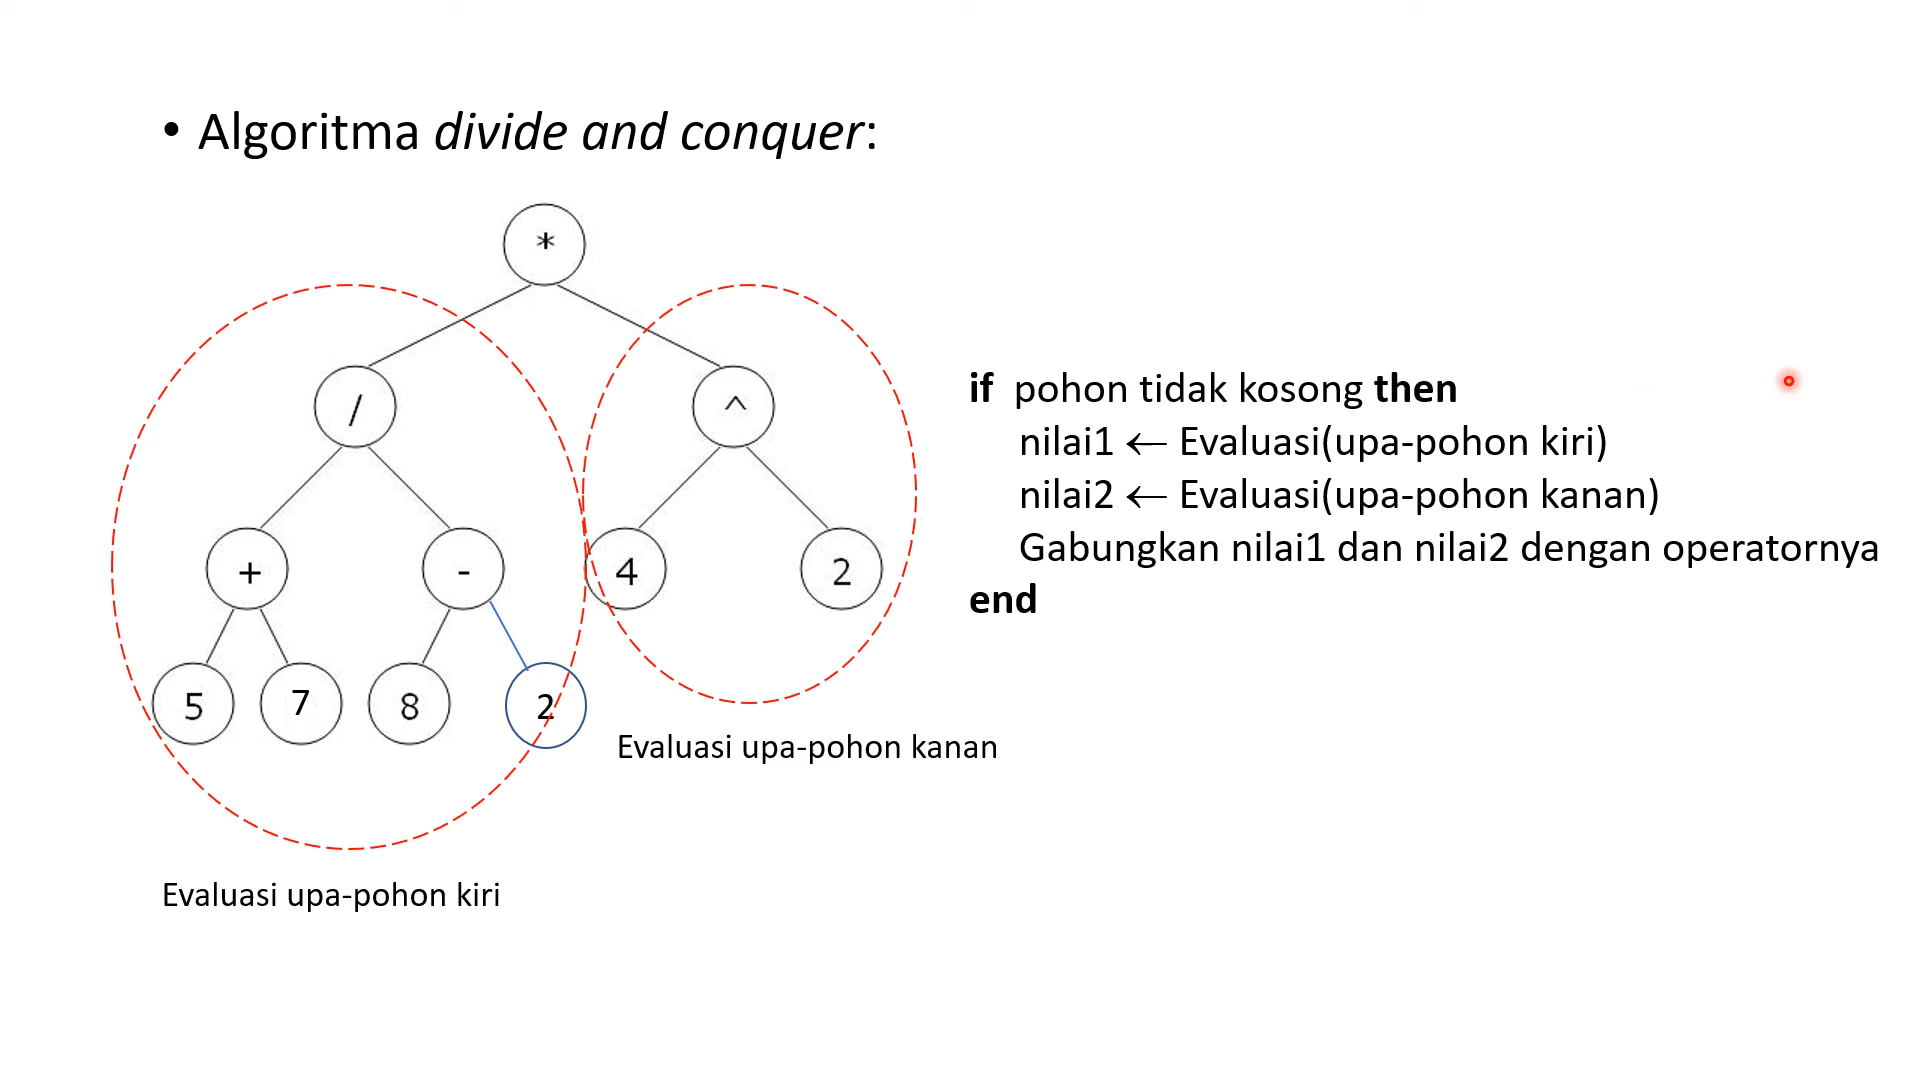 • Algoritma divide and conquer:
*
/ ^
+ - 4 2
5 7 8 2
Evaluasi upa-pohon kanan
Evaluasi upa-pohon kiri
if pohon tidak kosong then
nilai1 ← Evaluasi(upa-pohon kiri)
nilai2 ← Evaluasi(upa-pohon kanan)
Gabungkan nilai1 dan nilai2 dengan operatornya
end